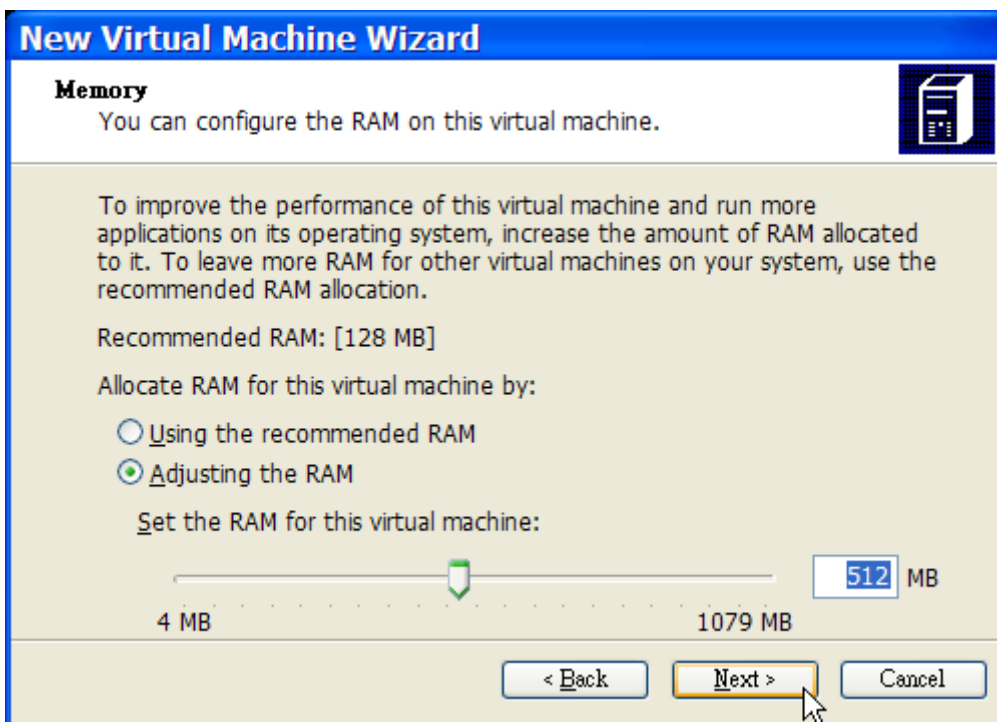 New Virtual Machine Wizard
Memory
You can configure the RAM on this virtual machine.
To improve the performance of this virtual machine and run more
applications on its operating system, increase the amount of RAM allocated
to it. To leave more RAM for other virtual machines on your system, use the
recommended RAM allocation.
Recommended RAM: [128 MB]
Allocate RAM for this virtual machine by:
Using the recommended RAM
Adjusting the RAM
Set the RAM for this virtual machine:
512 MB
4 MB 1079 MB
< Back Next > Cancel